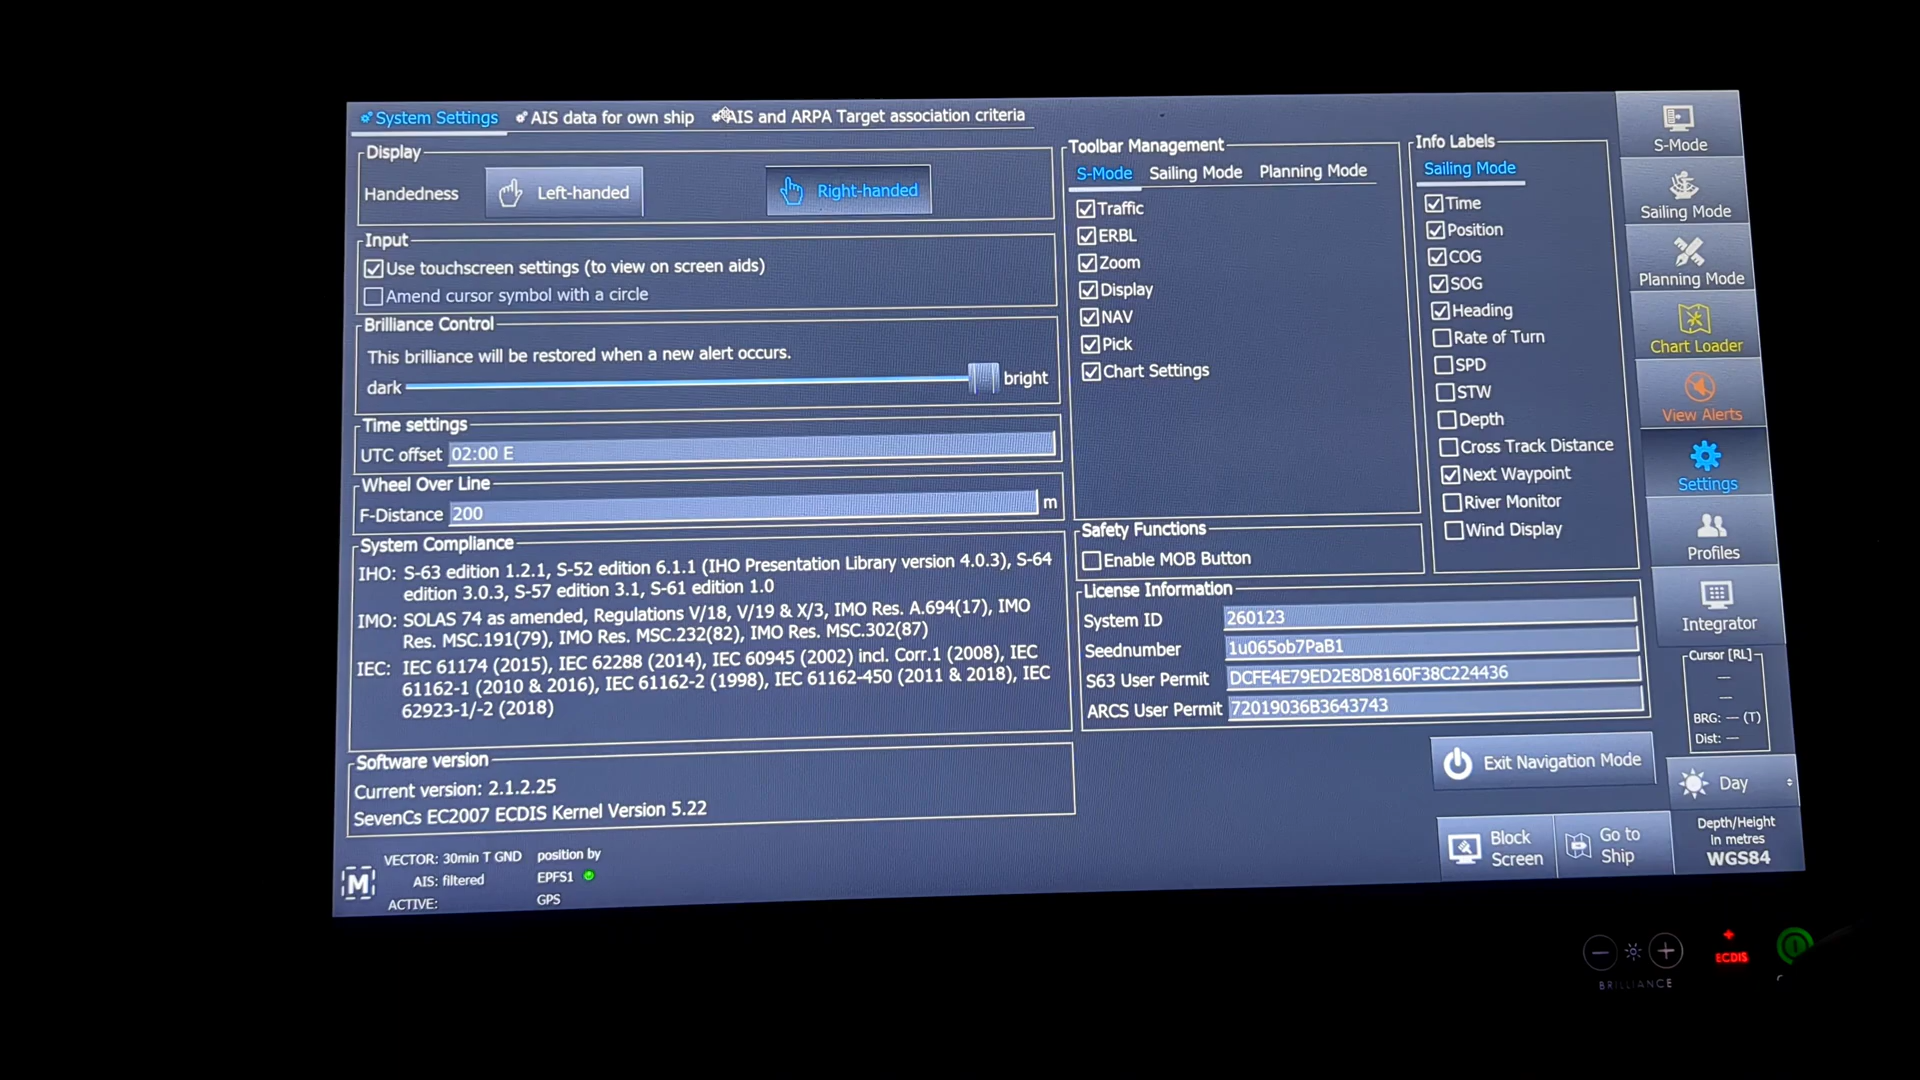 System Settings
AIS data for own ship
AIS and ARPA Target association criteria
Display
Handedness
Left-handed
Right-handed
Input
Use touchscreen settings (to view on screen aids)
Amend cursor symbol with a circle
Brilliance Control
This brilliance will be restored when a new alert occurs.
dark
bright
Time settings
UTC offset 02:00 E
Wheel Over Line
F-Distance 200 m
System Compliance
IHO: S-63 edition 1.2.1, S-52 edition 6.1.1 (IHO Presentation Library version 4.0.3), S-64
edition 3.0.3, S-57 edition 3.1, S-61 edition 1.0
IMO: SOLAS 74 as amended, Regulations V/18, V/19 & X/3, IMO Res. A.694(17), IMO
Res. MSC.191(79), IMO Res. MSC.232(82), IMO Res. MSC.302(87)
IEC: IEC 61174 (2015), IEC 62288 (2014), IEC 60945 (2002) incl. Corr.1 (2008), IEC
61162-1 (2010 & 2016), IEC 61162-2 (1998), IEC 61162-450 (2011 & 2018), IEC
62923-1/-2 (2018)
Software version
Current version: 2.1.2.25
SevenCs EC2007 ECDIS Kernel Version 5.22
Toolbar Management
S-Mode
Sailing Mode
Planning Mode
Traffic
ERBL
Zoom
Display
NAV
Pick
Chart Settings
Info Labels
Sailing Mode
Time
Position
COG
SOG
Heading
Rate of Turn
SPD
STW
Depth
Cross Track Distance
Next Waypoint
River Monitor
Wind Display
Safety Functions
Enable MOB Button
License Information
System ID 260123
Seednumber 1u065ob7PaB1
S63 User Permit DCFE4E79ED2E8D8160F38C224436
ARCS User Permit 72019036B3643743
Exit Navigation Mode
Block
Screen
Go to
Ship
S-Mode
Sailing Mode
Planning Mode
Chart Loader
View Alerts
Settings
Profiles
Integrator
Cursor [RL]
---
---
BRG: --- (T)
Dist: ---
Day
Depth/Height
in metres
WGS84
M
VECTOR: 30min T GND
AIS: filtered
ACTIVE:
position by
EPFS1
GPS
BRILLIANCE
ECDIS